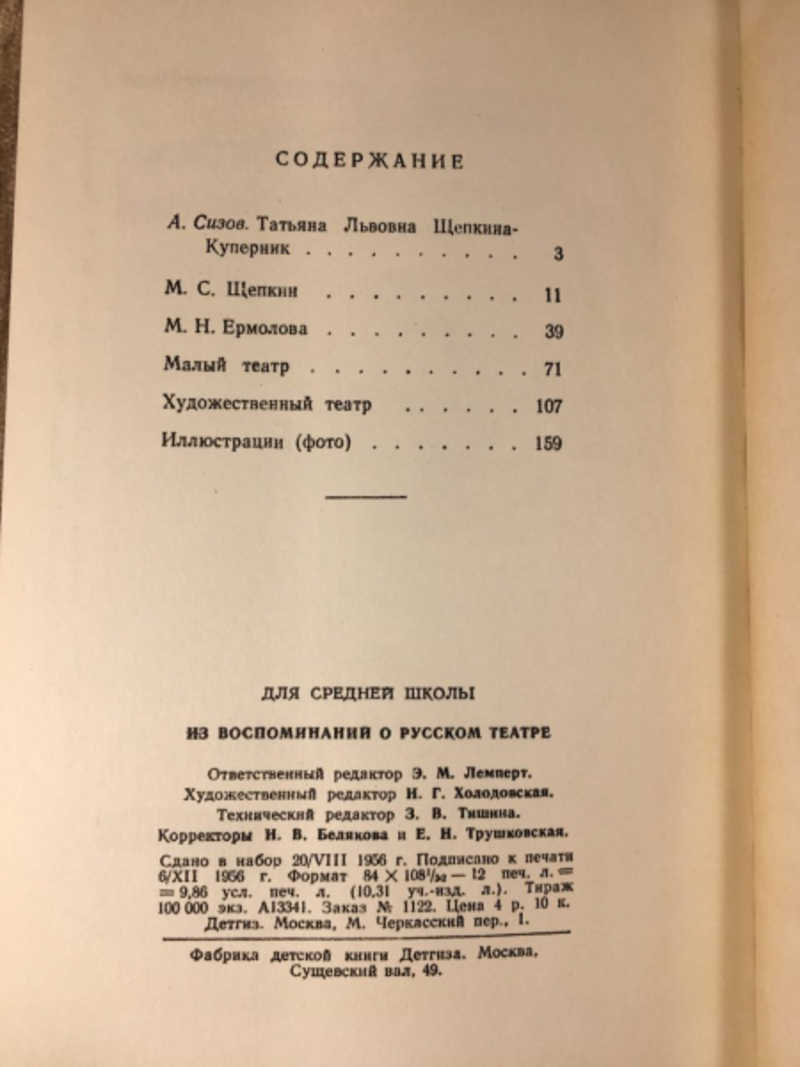 СОДЕРЖАНИЕ
А. Сизов. Татьяна Львовна Щепкина-
Куперник . . . . . . . . . . 3
М. С. Щепкин . . . . . . . . . 11
М. Н. Ермолова . . . . . . . . . 39
Малый театр . . . . . . . . . . 71
Художественный театр . . . . . . 107
Иллюстрации (фото) . . . . . . . 159
ДЛЯ СРЕДНЕЙ ШКОЛЫ
ИЗ ВОСПОМИНАНИЙ О РУССКОМ ТЕАТРЕ
Ответственный редактор Э. М. Лемперт.
Художественный редактор Н. Г. Холодовская.
Технический редактор З. В. Тишина.
Корректоры Н. В. Белякова и Е. Н. Трушковская.
Сдано в набор 20/VIII 1956 г. Подписано к печати
6/XII 1956 г. Формат 84 × 108¹/₃₂ — 12 печ. л. =
= 9,86 усл. печ. л. (10,31 уч.-изд. л.). Тираж
100 000 экз. А13341. Заказ № 1122. Цена 4 р. 10 к.
Детгиз. Москва, М. Черкасский пер., 1.
Фабрика детской книги Детгиза. Москва,
Сущевский вал, 49.